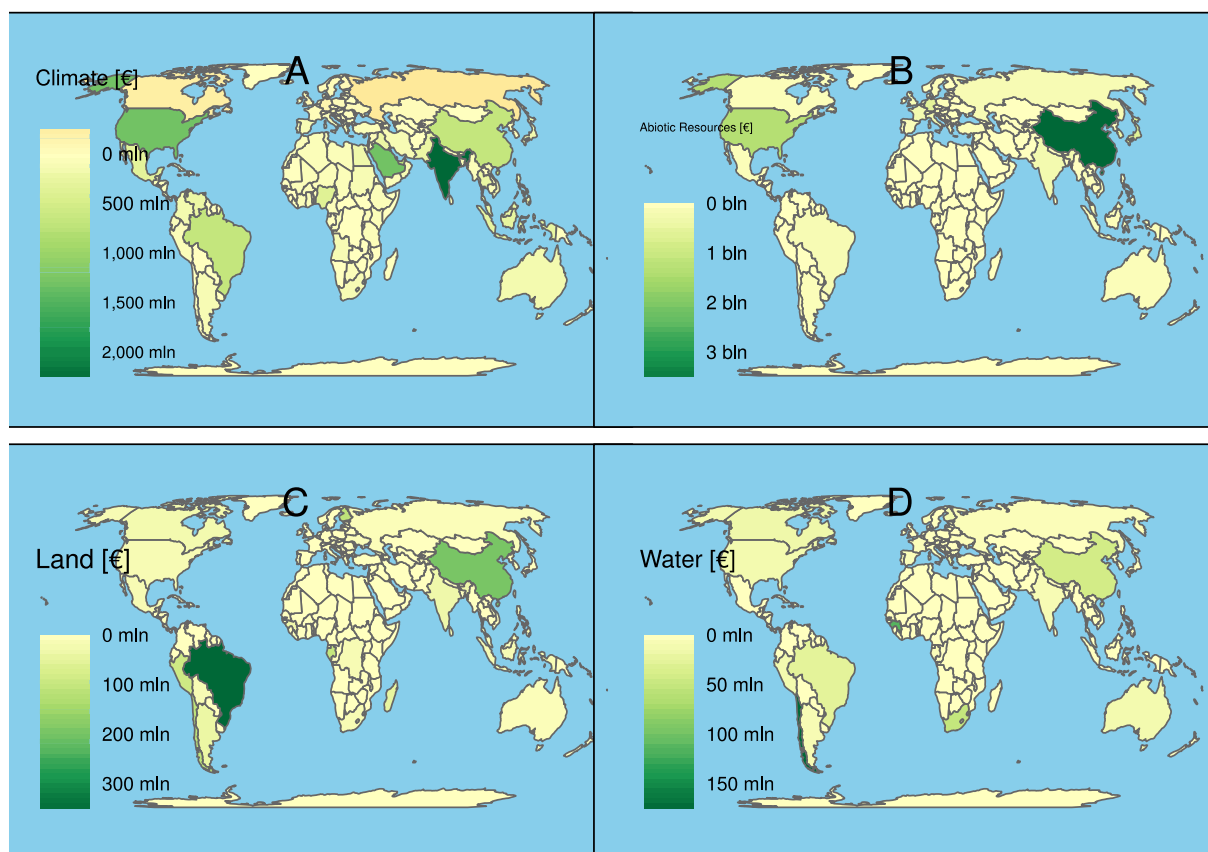 A
Climate [€]
0 mln
500 mln
1,000 mln
1,500 mln
2,000 mln
B
Abiotic Resources [€]
0 bln
1 bln
2 bln
3 bln
C
Land [€]
0 mln
100 mln
200 mln
300 mln
D
Water [€]
0 mln
50 mln
100 mln
150 mln